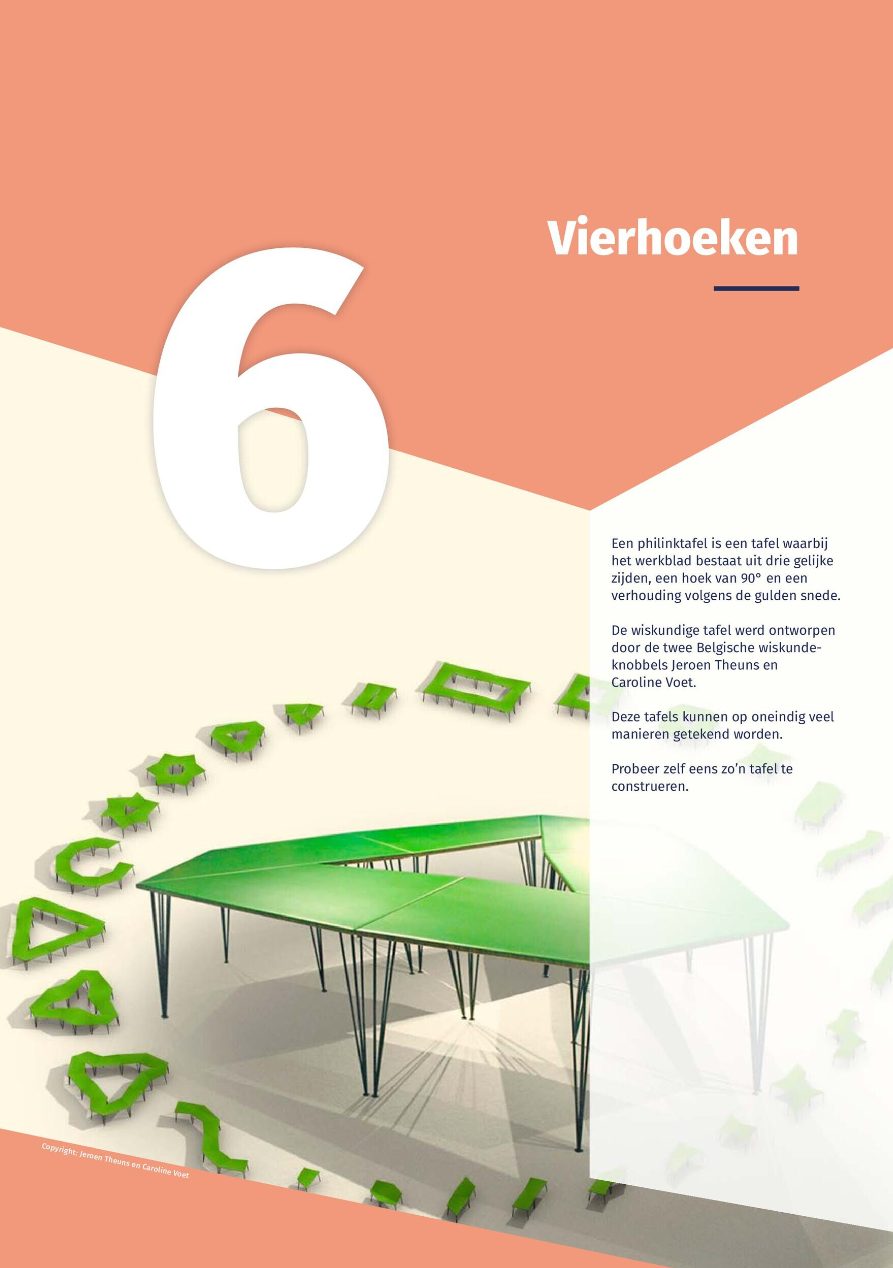 Vierhoeken
6
Een philinktafel is een tafel waarbij
het werkblad bestaat uit drie gelijke
zijden, een hoek van 90° en een
verhouding volgens de gulden snede.
De wiskundige tafel werd ontworpen
door de twee Belgische wiskunde-
knobbels Jeroen Theuns en
Caroline Voet.
Deze tafels kunnen op oneindig veel
manieren getekend worden.
Probeer zelf eens zo’n tafel te
construeren.
Copyright: Jeroen Theuns en Caroline Voet